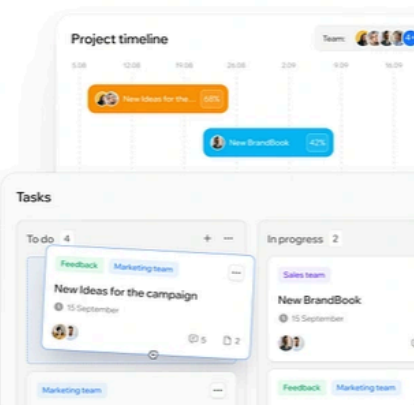 Project timeline
Team:
5.08 12.08 19.08 26.08 2.09 9.09 16.09
New Ideas for the... 68%
New BrandBook 42%
Tasks
To do 4
In progress 2
Feedback Marketing team
New Ideas for the campaign
15 September
5 2
Sales team
New BrandBook
15 September
Marketing team
Feedback Marketing team